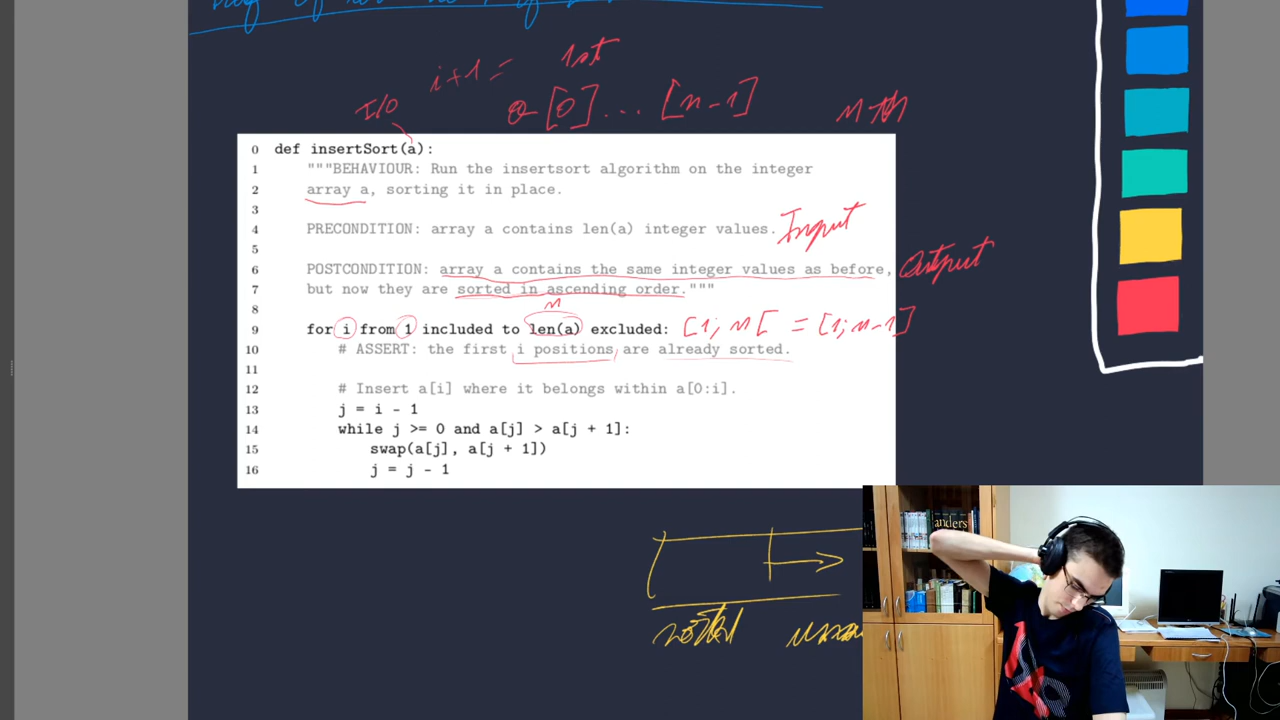 i+1 = 1st
I/O a[0] ... [n-1] nth
0 def insertSort(a):
1 """BEHAVIOUR: Run the insertsort algorithm on the integer
2 array a, sorting it in place.
3
4 PRECONDITION: array a contains len(a) integer values. Input
5
6 POSTCONDITION: array a contains the same integer values as before, Output
7 but now they are sorted in ascending order."""
8 n
9 for i from 1 included to len(a) excluded: [1; n[ = [1; n-1]
10 # ASSERT: the first i positions are already sorted.
11
12 # Insert a[i] where it belongs within a[0:i].
13 j = i - 1
14 while j >= 0 and a[j] > a[j + 1]:
15 swap(a[j], a[j + 1])
16 j = j - 1
anders
sorted